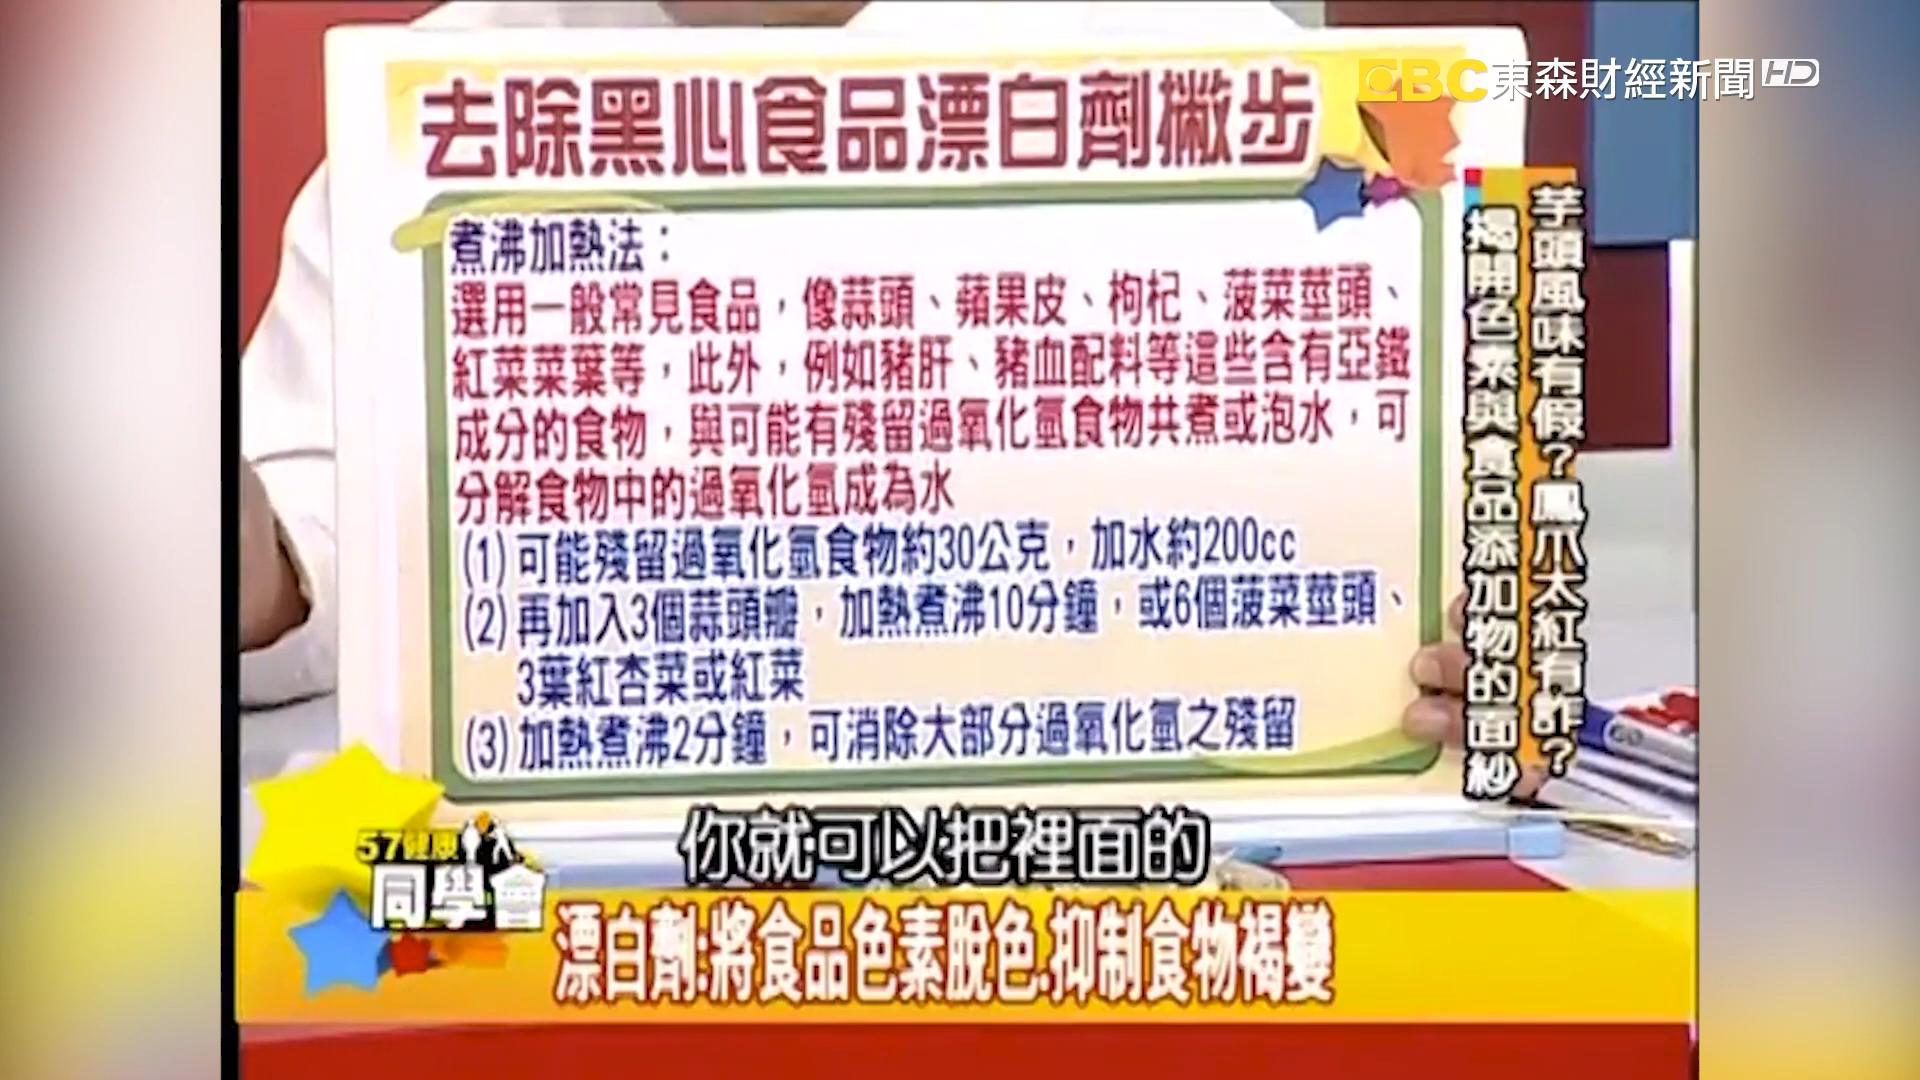 EBC東森財經新聞HD
去除黑心食品漂白劑撇步
煮沸加熱法：
選用一般常見食品，像蒜頭、蘋果皮、枸杞、菠菜莖頭、
紅菜菜葉等，此外，例如豬肝、豬血配料等這些含有亞鐵
成分的食物，與可能有殘留過氧化氫食物共煮或泡水，可
分解食物中的過氧化氫成為水
(1)可能殘留過氧化氫食物約30公克，加水約200cc
(2)再加入3個蒜頭瓣，加熱煮沸10分鐘，或6個菠菜莖頭、
3葉紅杏菜或紅菜
(3)加熱煮沸2分鐘，可消除大部分過氧化氫之殘留
芋頭風味有假？鳳爪太紅有詐？
揭開色素與食品添加物的面紗
你就可以把裡面的
57健康
同學會
漂白劑:將食品色素脫色.抑制食物褐變